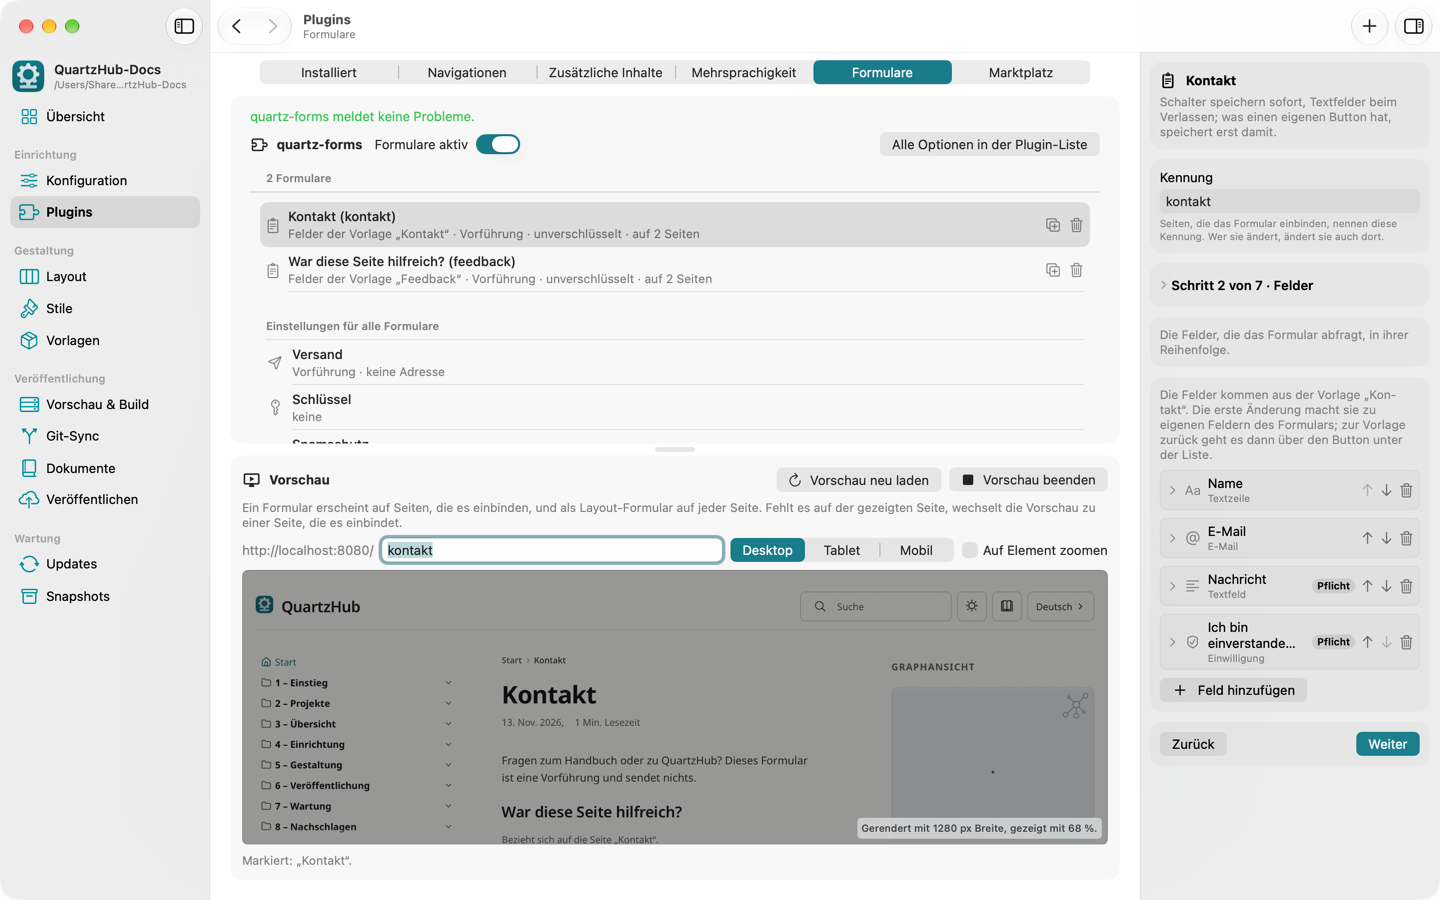 QuartzHub-Docs
/Users/Share...rtzHub-Docs
Übersicht
Einrichtung
Konfiguration
Plugins
Gestaltung
Layout
Stile
Vorlagen
Veröffentlichung
Vorschau & Build
Git-Sync
Dokumente
Veröffentlichen
Wartung
Updates
Snapshots
Plugins
Formulare
Installiert
Navigationen
Zusätzliche Inhalte
Mehrsprachigkeit
Formulare
Marktplatz
quartz-forms meldet keine Probleme.
quartz-forms Formulare aktiv
Alle Optionen in der Plugin-Liste
2 Formulare
Kontakt (kontakt)
Felder der Vorlage „Kontakt“ · Vorführung · unverschlüsselt · auf 2 Seiten
War diese Seite hilfreich? (feedback)
Felder der Vorlage „Feedback“ · Vorführung · unverschlüsselt · auf 2 Seiten
Einstellungen für alle Formulare
Versand
Vorführung · keine Adresse
Schlüssel
keine
Spamschutz
Vorschau
Vorschau neu laden
Vorschau beenden
Ein Formular erscheint auf Seiten, die es einbinden, und als Layout-Formular auf jeder Seite. Fehlt es auf der gezeigten Seite, wechselt die Vorschau zu
einer Seite, die es einbindet.
http://localhost:8080/
kontakt
Desktop
Tablet
Mobil
Auf Element zoomen
QuartzHub
Suche
Deutsch
Start
1 – Einstieg
2 – Projekte
3 – Übersicht
4 – Einrichtung
5 – Gestaltung
6 – Veröffentlichung
7 – Wartung
8 – Nachschlagen
Start › Kontakt
Kontakt
13. Nov. 2026, 1 Min. Lesezeit
Fragen zum Handbuch oder zu QuartzHub? Dieses Formular
ist eine Vorführung und sendet nichts.
War diese Seite hilfreich?
Bezieht sich auf die Seite „Kontakt“.
GRAPHANSICHT
Gerendert mit 1280 px Breite, gezeigt mit 68 %.
Markiert: „Kontakt“.
Kontakt
Schalter speichern sofort, Textfelder beim
Verlassen; was einen eigenen Button hat,
speichert erst damit.
Kennung
kontakt
Seiten, die das Formular einbinden, nennen diese
Kennung. Wer sie ändert, ändert sie auch dort.
Schritt 2 von 7 · Felder
Die Felder, die das Formular abfragt, in ihrer
Reihenfolge.
Die Felder kommen aus der Vorlage „Kon-
takt“. Die erste Änderung macht sie zu
eigenen Feldern des Formulars; zur Vorlage
zurück geht es dann über den Button unter
der Liste.
Aa
Name
Textzeile
E-Mail
E-Mail
Nachricht
Textfeld
Pflicht
Ich bin
einverstande...
Einwilligung
Pflicht
Feld hinzufügen
Zurück
Weiter